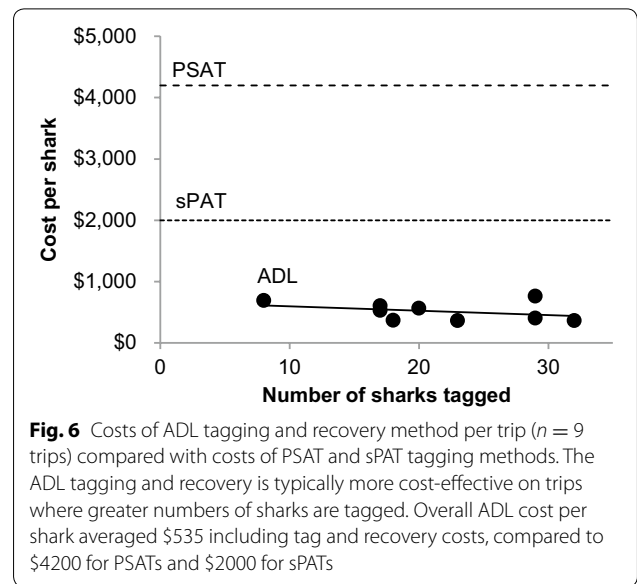 $5,000
PSAT
$4,000
$3,000
sPAT
$2,000
ADL
$1,000
$0
0 10 20 30
Cost per shark
Number of sharks tagged
Fig. 6 Costs of ADL tagging and recovery method per trip (n = 9
trips) compared with costs of PSAT and sPAT tagging methods. The
ADL tagging and recovery is typically more cost-effective on trips
where greater numbers of sharks are tagged. Overall ADL cost per
shark averaged $535 including tag and recovery costs, compared to
$4200 for PSATs and $2000 for sPATs